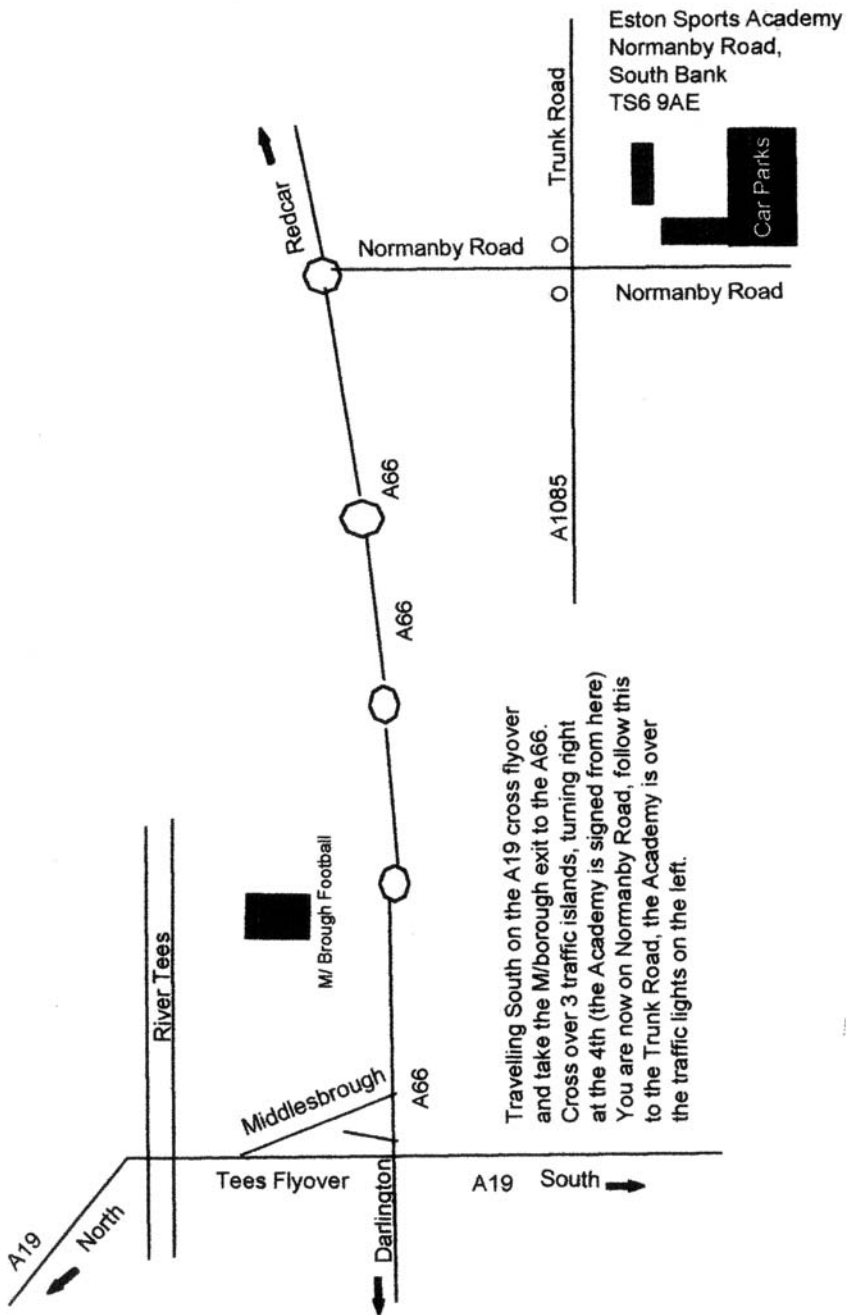 Eston Sports Academy
Normanby Road,
South Bank
TS6 9AE
Trunk Road
Car Parks
Redcar
Normanby Road
Normanby Road
A66
A66
A1085
River Tees
M/ Brough Football
Travelling South on the A19 cross flyover
and take the M/borough exit to the A66.
Cross over 3 traffic islands, turning right
at the 4th (the Academy is signed from here)
You are now on Normanby Road, follow this
to the Trunk Road, the Academy is over
the traffic lights on the left.
Middlesbrough
A66
Tees Flyover
Darlington
A19 South
A19
North